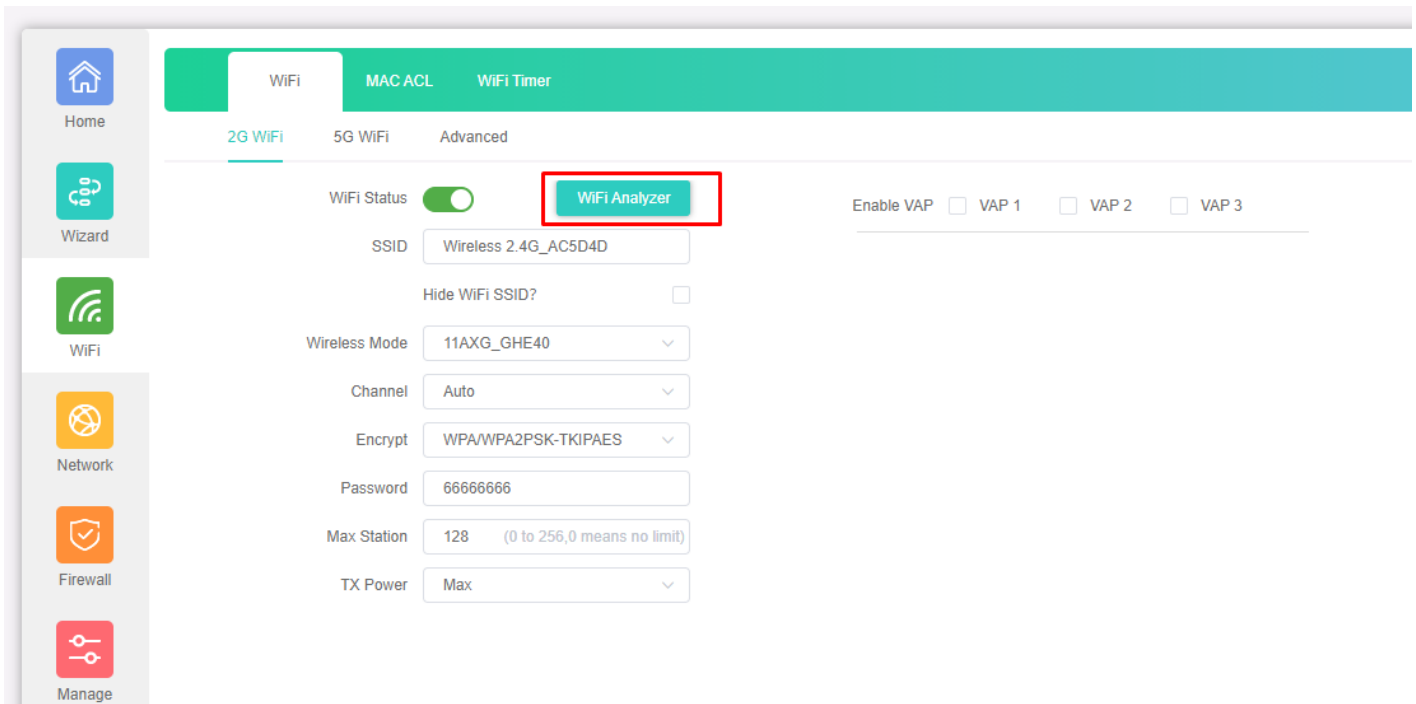 Home
Wizard
WiFi
Network
Firewall
Manage
WiFi MAC ACL WiFi Timer
2G WiFi 5G WiFi Advanced
WiFi Status WiFi Analyzer
SSID Wireless 2.4G_AC5D4D
Hide WiFi SSID?
Wireless Mode 11AXG_GHE40
Channel Auto
Encrypt WPA/WPA2PSK-TKIPAES
Password 66666666
Max Station 128 (0 to 256,0 means no limit)
TX Power Max
Enable VAP VAP 1 VAP 2 VAP 3